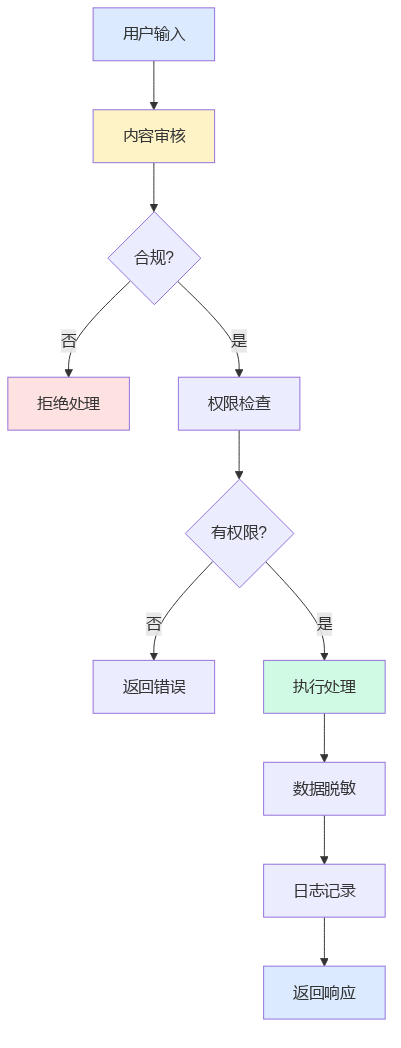 用户输入
内容审核
合规?
否
是
拒绝处理
权限检查
有权限?
否
是
返回错误
执行处理
数据脱敏
日志记录
返回响应